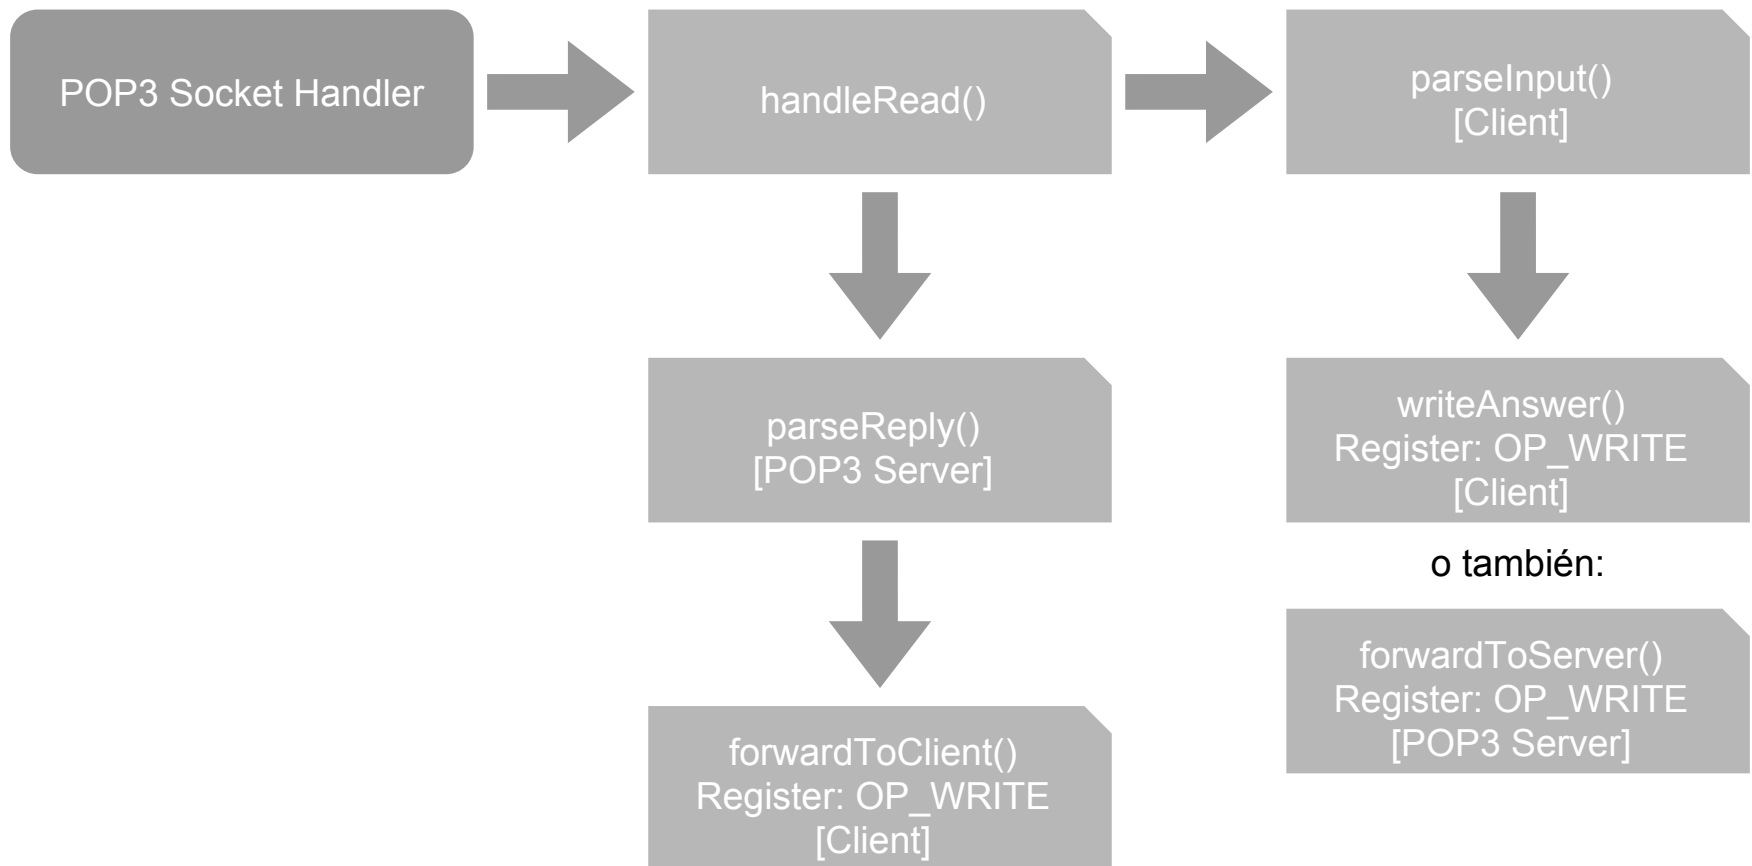 POP3 Socket Handler
handleRead()
parseInput()
[Client]
parseReply()
[POP3 Server]
writeAnswer()
Register: OP_WRITE
[Client]
o también:
forwardToServer()
Register: OP_WRITE
[POP3 Server]
forwardToClient()
Register: OP_WRITE
[Client]